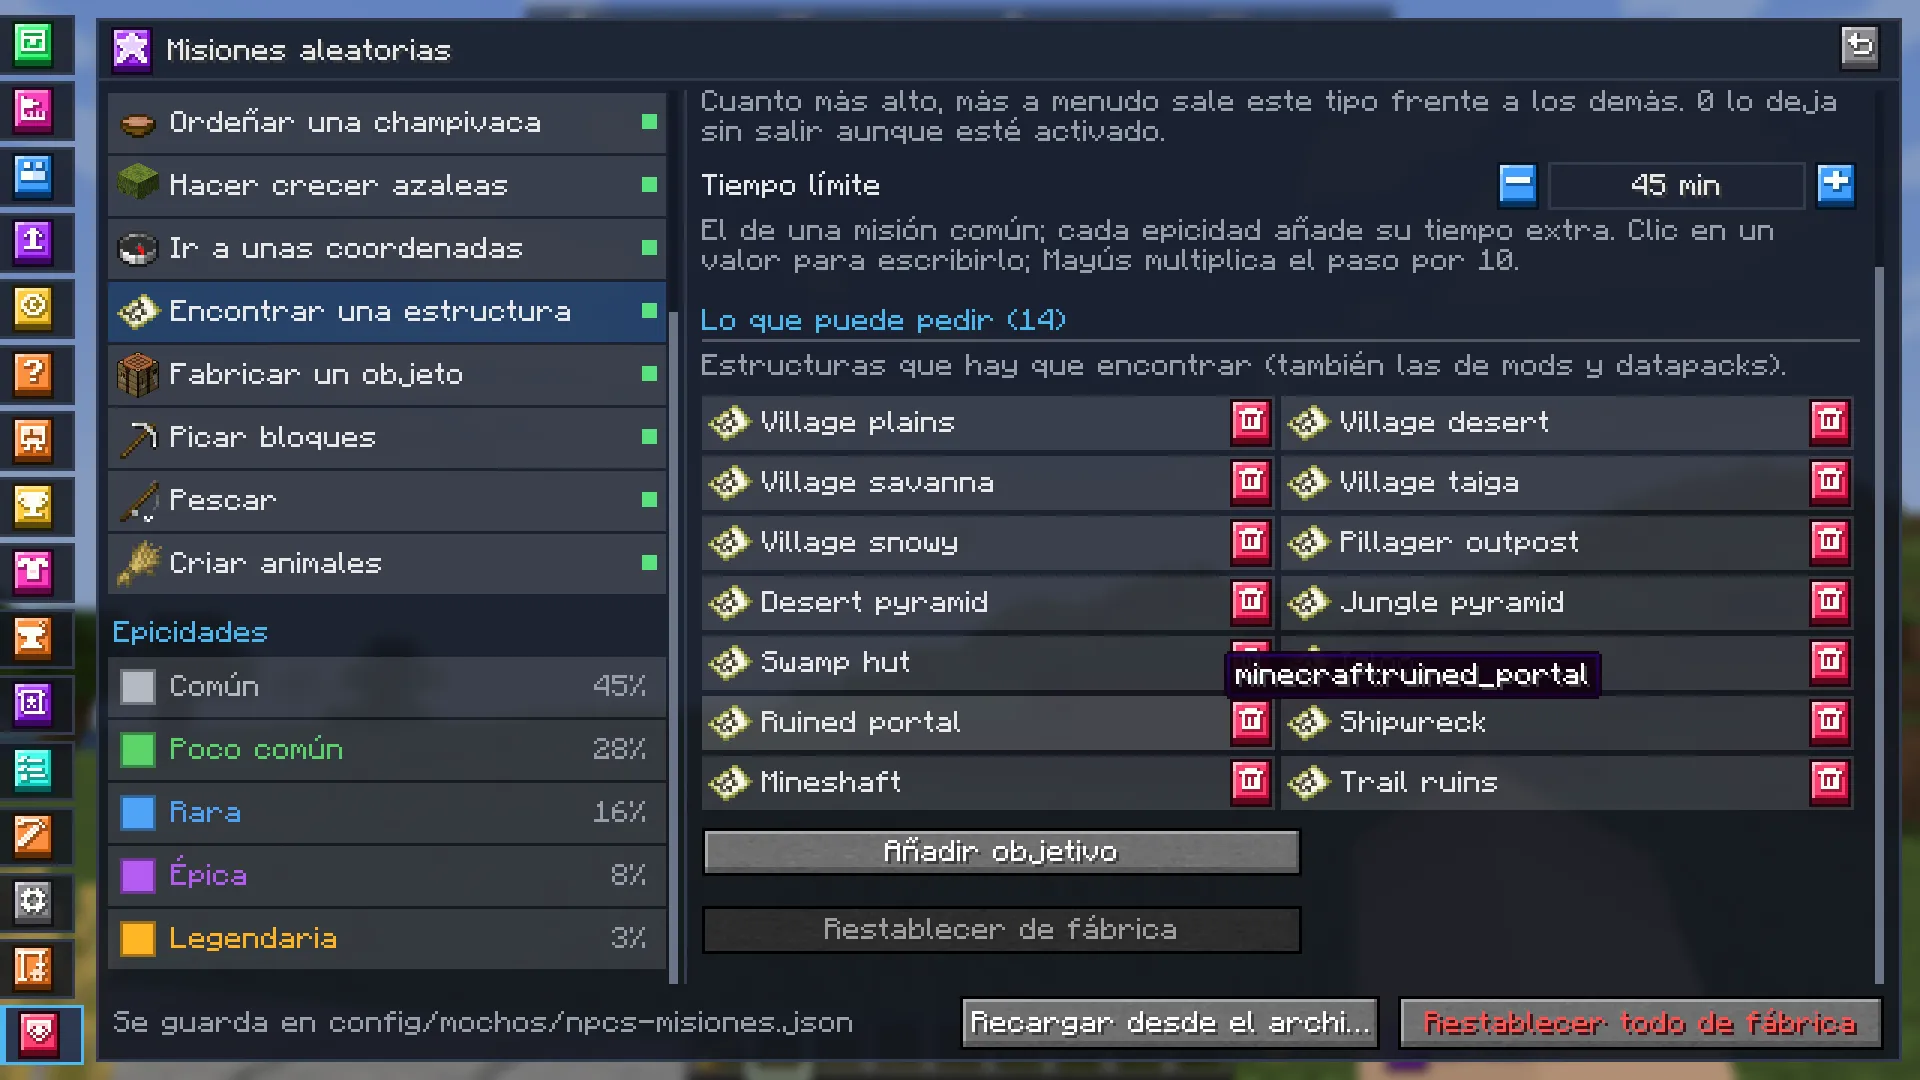 Misiones aleatorias
Ordeñar una champivaca
Hacer crecer azaleas
Ir a unas coordenadas
Encontrar una estructura
Fabricar un objeto
Picar bloques
Pescar
Criar animales
Epicidades
Común 45%
Poco común 28%
Rara 16%
Épica 8%
Legendaria 3%
Cuanto más alto, más a menudo sale este tipo frente a los demás. 0 lo deja
sin salir aunque esté activado.
Tiempo límite 45 min
El de una misión común; cada epicidad añade su tiempo extra. Clic en un
valor para escribirlo; Mayús multiplica el paso por 10.
Lo que puede pedir (14)
Estructuras que hay que encontrar (también las de mods y datapacks).
Village plains Village desert
Village savanna Village taiga
Village snowy Pillager outpost
Desert pyramid Jungle pyramid
Swamp hut
minecraft:ruined_portal
Ruined portal Shipwreck
Mineshaft Trail ruins
Añadir objetivo
Restablecer de fábrica
Se guarda en config/mochos/npcs-misiones.json
Recargar desde el archi...
Restablecer todo de fábrica